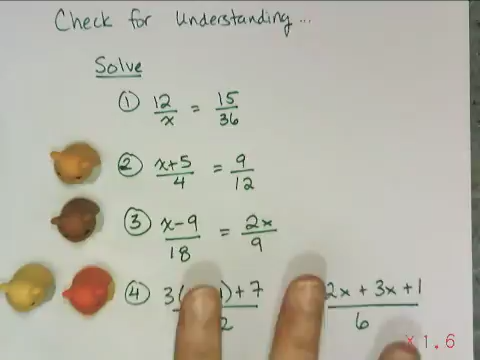 Check for Understanding...
Solve
① 12/x = 15/36
② x+5/4 = 9/12
③ x-9/18 = 2x/9
④ 3( )+7/2 2x+3x+1/6
x1.6